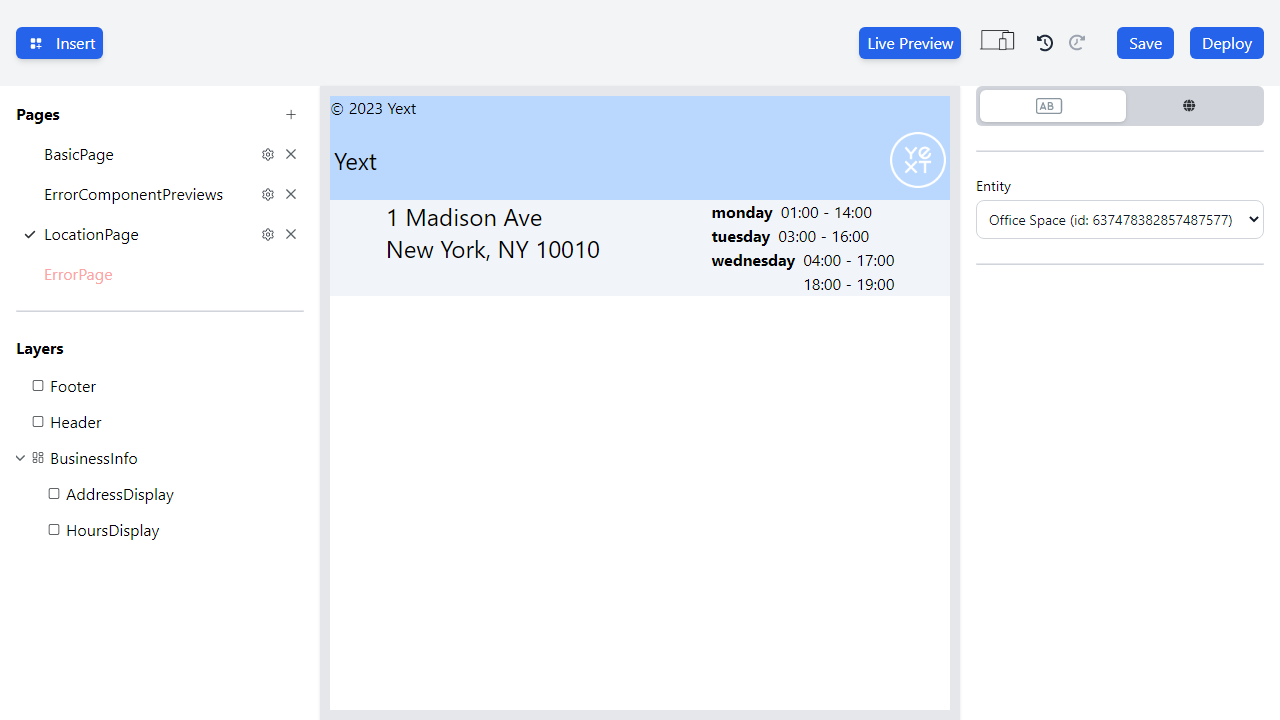 Insert
Live Preview
Save
Deploy
Pages
BasicPage
ErrorComponentPreviews
LocationPage
ErrorPage
Layers
Footer
Header
BusinessInfo
AddressDisplay
HoursDisplay
© 2023 Yext
Yext
YEXT
1 Madison Ave
New York, NY 10010
monday 01:00 - 14:00
tuesday 03:00 - 16:00
wednesday 04:00 - 17:00
18:00 - 19:00
AB
Entity
Office Space (id: 637478382857487577)